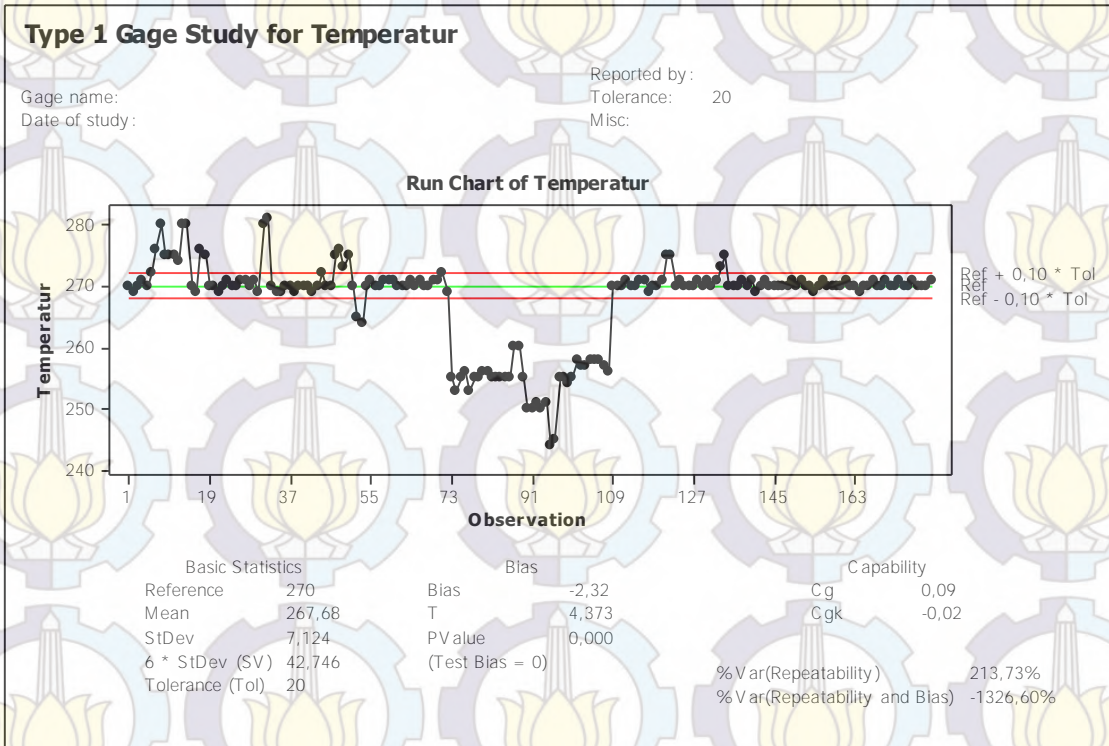 Type 1 Gage Study for Temperatur
Gage name:
Date of study:
Reported by:
Tolerance: 20
Misc:
Run Chart of Temperatur
280
270
260
250
240
Temperatur
Ref + 0,10 * Tol
Ref
Ref - 0,10 * Tol
1 19 37 55 73 91 109 127 145 163
Observation
Basic Statistics
Reference 270
Mean 267,68
StDev 7,124
6 * StDev (SV) 42,746
Tolerance (Tol) 20
Bias
Bias -2,32
T 4,373
PValue 0,000
(Test Bias = 0)
Capability
Cg 0,09
Cgk -0,02
%Var(Repeatability) 213,73%
%Var(Repeatability and Bias) -1326,60%